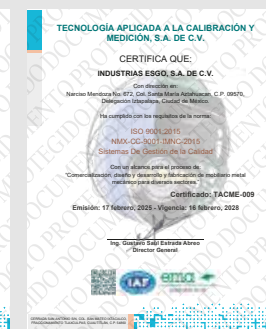 TECNOLOGÍA APLICADA A LA CALIBRACIÓN Y
MEDICIÓN, S.A. DE C.V.
CERTIFICA QUE:
INDUSTRIAS ESGO, S.A. DE C.V.
Con dirección en:
Narciso Mendoza No. 872, Col. Santa María Aztahuacan, C.P. 09570,
Delegación Iztapalapa, Ciudad de México.
Ha cumplido con los requisitos de la norma:
ISO 9001:2015
NMX-CC-9001-IMNC-2015
Sistemas De Gestión de la Calidad
Con un alcance para el proceso de:
"Comercialización, diseño y desarrollo y fabricación de mobiliario metal
mecánico para diversos sectores."
Certificado: TACME-009
Emisión: 17 febrero, 2025 - Vigencia: 16 febrero, 2028
Ing. Gustavo Saúl Estrada Abreo
Director General
IAF
ema